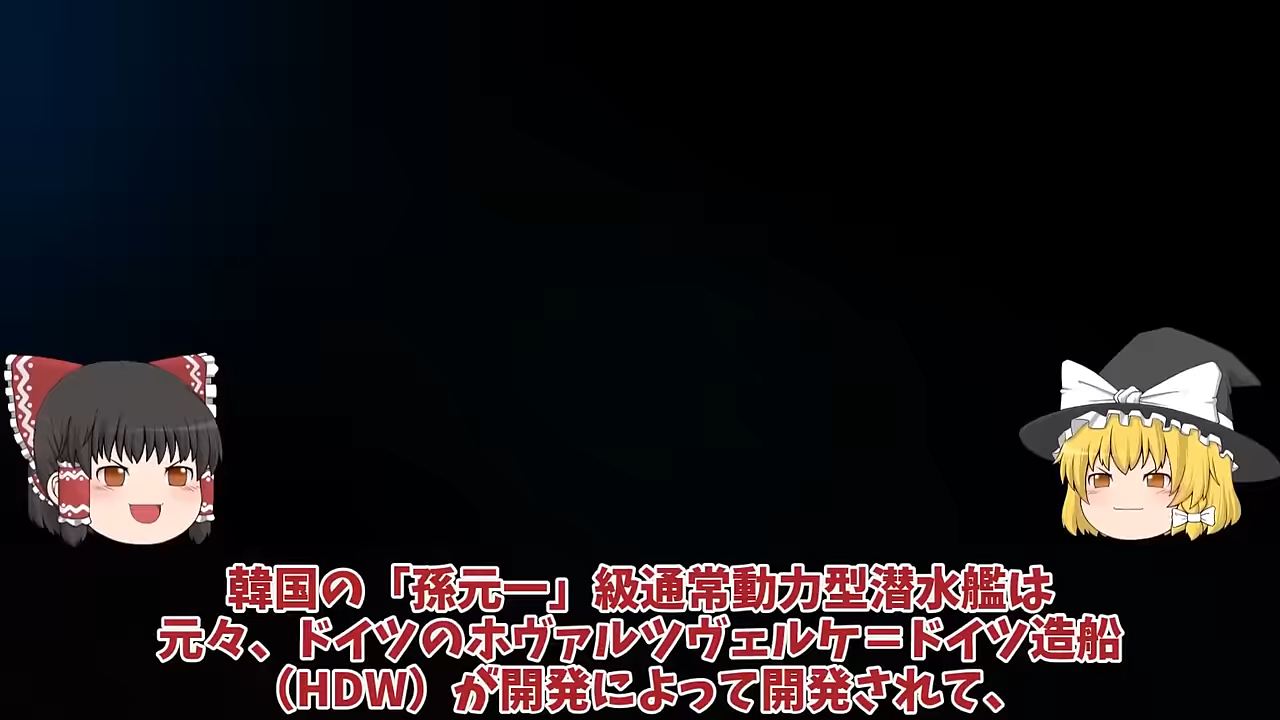 韓国の「孫元一」級通常動力型潜水艦は
元々、ドイツのホヴァルツヴェルケ＝ドイツ造船
（HDW）が開発によって開発されて、